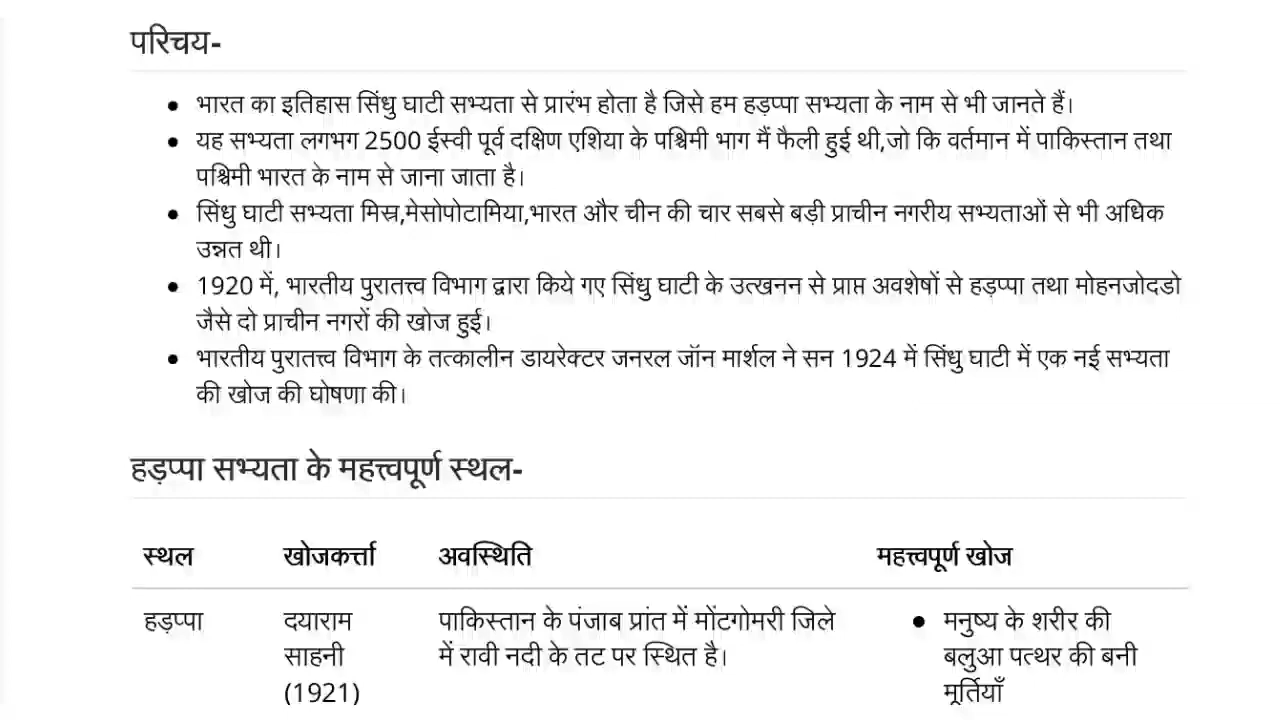 परिचय-
भारत का इतिहास सिंधु घाटी सभ्यता से प्रारंभ होता है जिसे हम हड़प्पा सभ्यता के नाम से भी जानते हैं।
यह सभ्यता लगभग 2500 ईस्वी पूर्व दक्षिण एशिया के पश्चिमी भाग मैं फैली हुई थी,जो कि वर्तमान में पाकिस्तान तथा
पश्चिमी भारत के नाम से जाना जाता है।
सिंधु घाटी सभ्यता मिस्र,मेसोपोटामिया,भारत और चीन की चार सबसे बड़ी प्राचीन नगरीय सभ्यताओं से भी अधिक
उन्नत थी।
1920 में, भारतीय पुरातत्त्व विभाग द्वारा किये गए सिंधु घाटी के उत्खनन से प्राप्त अवशेषों से हड़प्पा तथा मोहनजोदडो
जैसे दो प्राचीन नगरों की खोज हुई।
भारतीय पुरातत्त्व विभाग के तत्कालीन डायरेक्टर जनरल जॉन मार्शल ने सन 1924 में सिंधु घाटी में एक नई सभ्यता
की खोज की घोषणा की।
हड़प्पा सभ्यता के महत्त्वपूर्ण स्थल-
स्थल खोजकर्त्ता अवस्थिति महत्त्वपूर्ण खोज
हड़प्पा दयाराम पाकिस्तान के पंजाब प्रांत में मोंटगोमरी जिले मनुष्य के शरीर की
साहनी में रावी नदी के तट पर स्थित है। बलुआ पत्थर की बनी
(1921) मूर्तियाँ